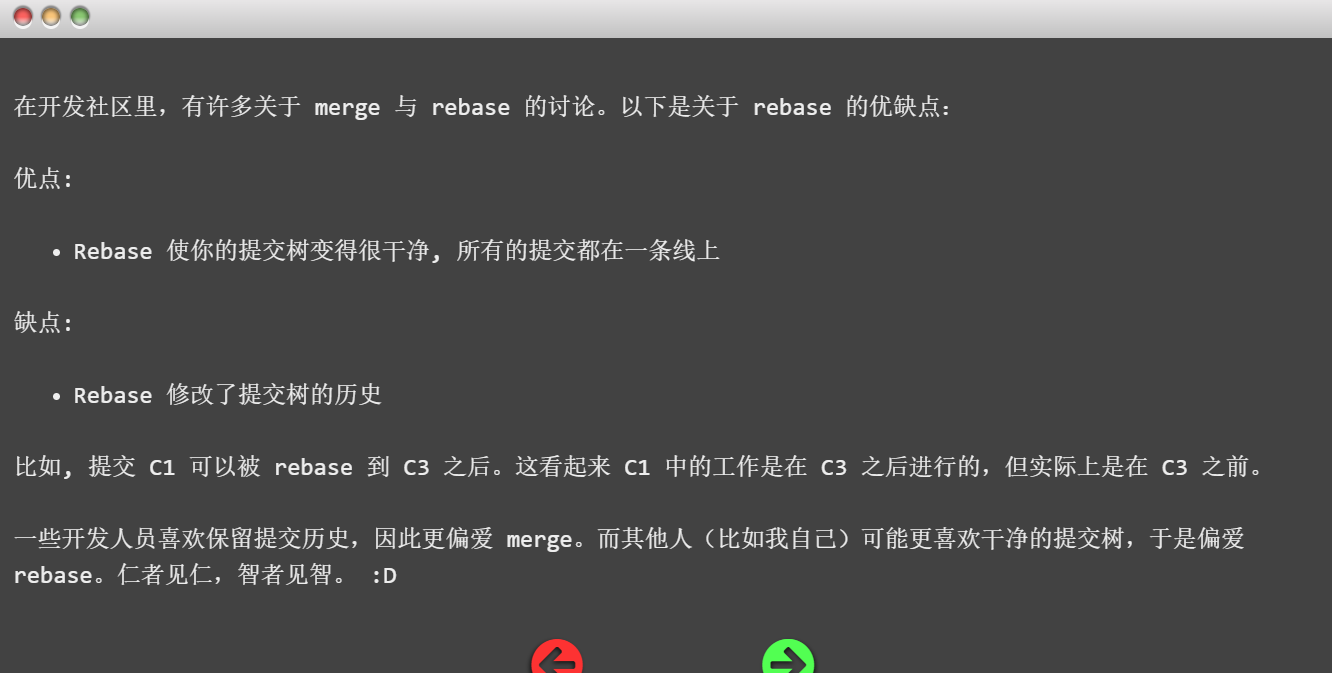 在开发社区里，有许多关于 merge 与 rebase 的讨论。以下是关于 rebase 的优缺点：
优点:
• Rebase 使你的提交树变得很干净, 所有的提交都在一条线上
缺点:
• Rebase 修改了提交树的历史
比如, 提交 C1 可以被 rebase 到 C3 之后。这看起来 C1 中的工作是在 C3 之后进行的，但实际上是在 C3 之前。
一些开发人员喜欢保留提交历史，因此更偏爱 merge。而其他人（比如我自己）可能更喜欢干净的提交树，于是偏爱
rebase。仁者见仁，智者见智。 :D